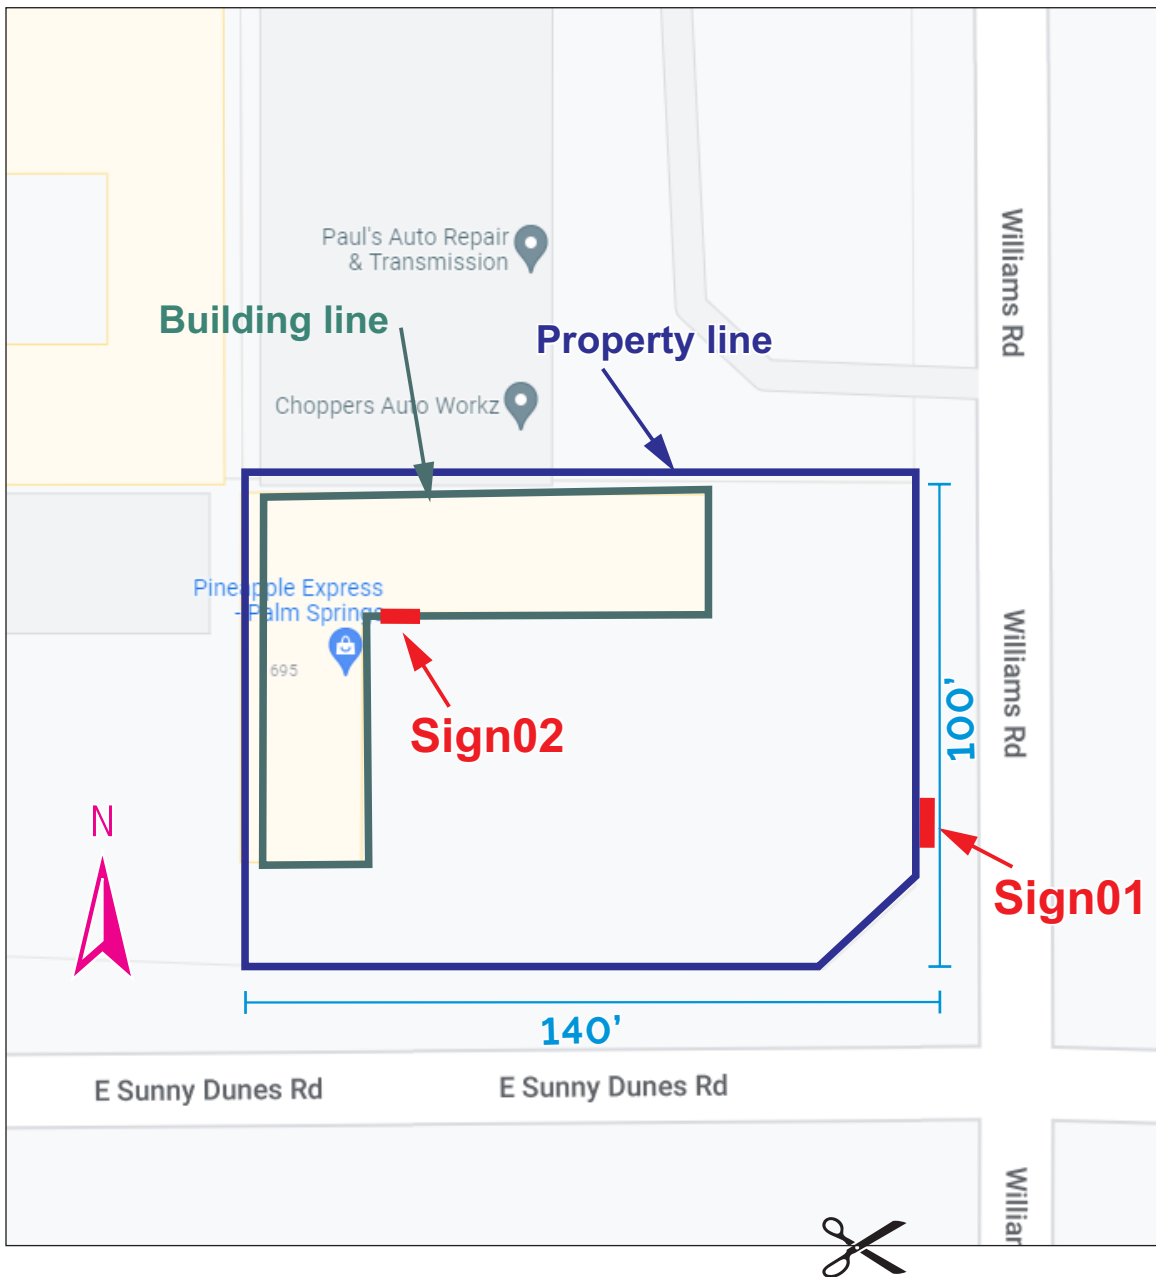 Williams Rd
Paul's Auto Repair
& Transmission
Building line
Property line
Choppers Auto Workz
Pineapple Express
- Palm Springs
695
Sign02
Williams Rd
100'
N
Sign01
140'
E Sunny Dunes Rd
E Sunny Dunes Rd
Williar